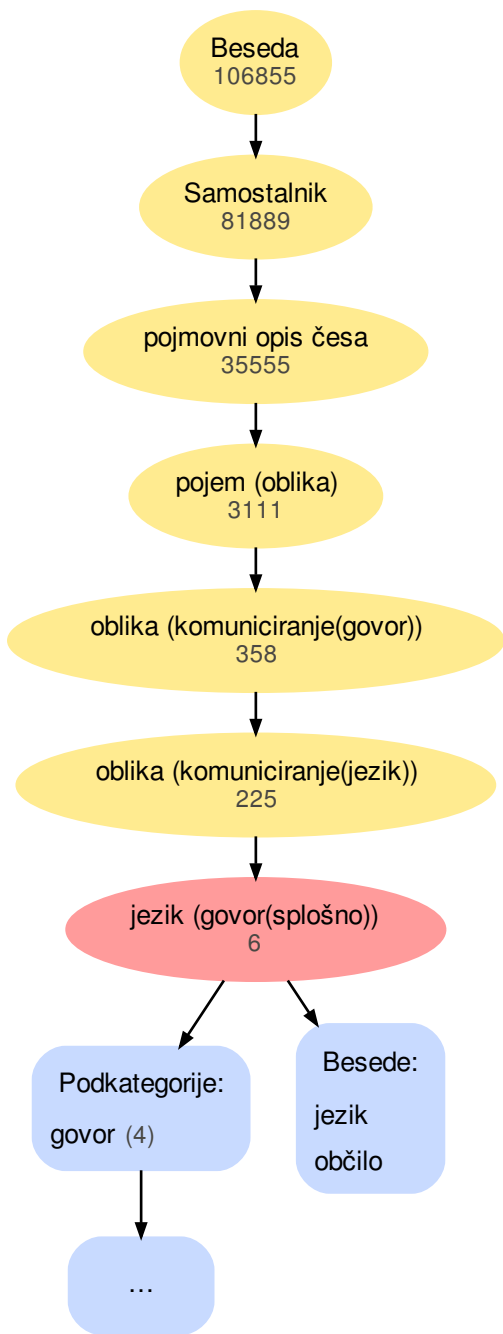 Beseda
106855
Samostalnik
81889
pojmovni opis česa
35555
pojem (oblika)
3111
oblika (komuniciranje(govor))
358
oblika (komuniciranje(jezik))
225
jezik (govor(splošno))
6
Podkategorije:
govor (4)
Besede:
jezik
občilo
...